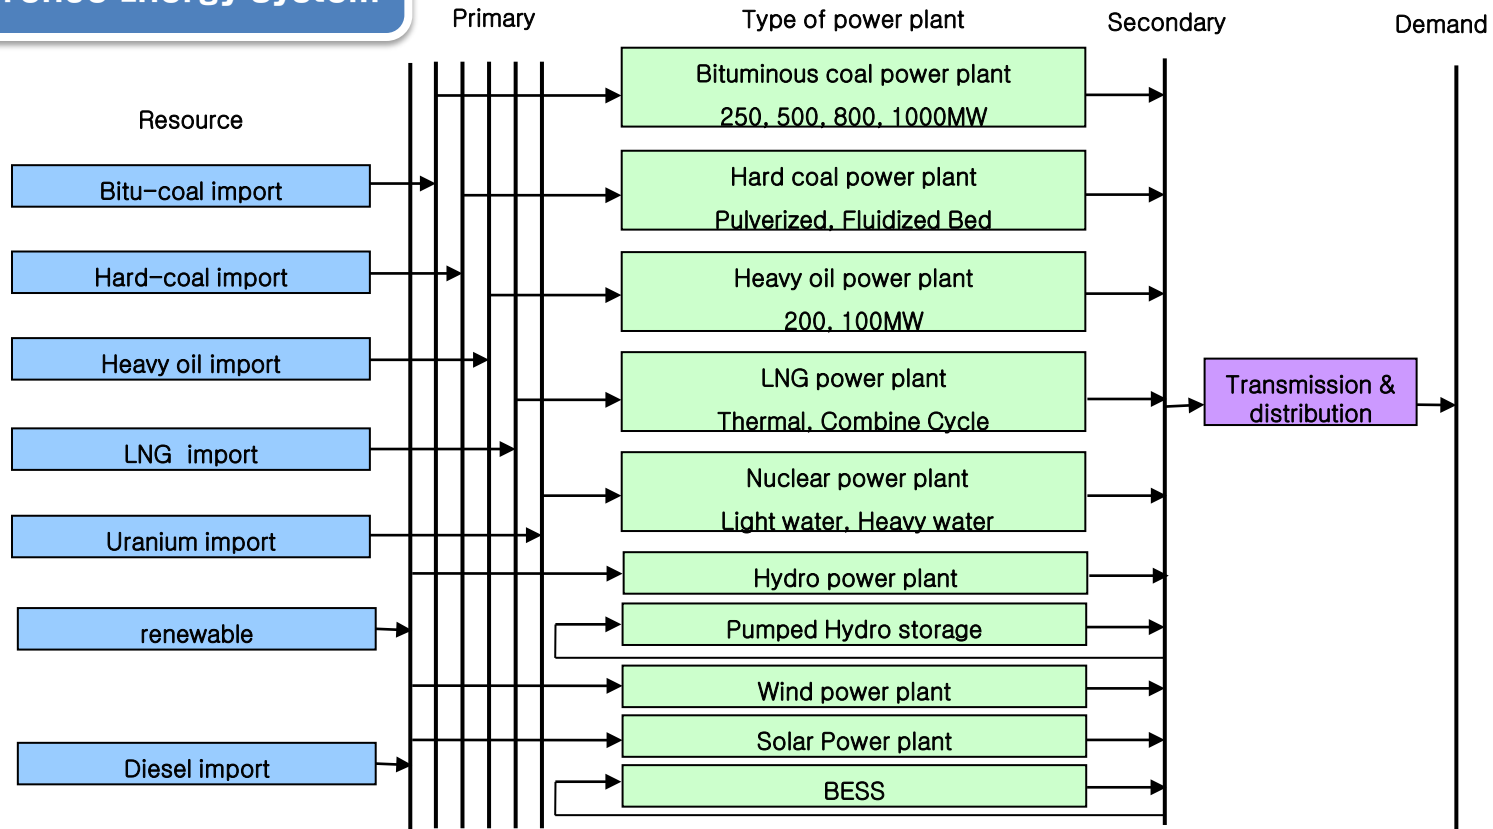 Energy System
Primary
Type of power plant
Secondary
Demand
Resource
Bituminous coal power plant
250, 500, 800, 1000MW
Bitu-coal import
Hard coal power plant
Pulverized, Fluidized Bed
Hard-coal import
Heavy oil power plant
200, 100MW
Heavy oil import
LNG power plant
Thermal, Combine Cycle
Transmission &
distribution
LNG import
Nuclear power plant
Light water, Heavy water
Uranium import
Hydro power plant
renewable
Pumped Hydro storage
Wind power plant
Solar Power plant
Diesel import
BESS